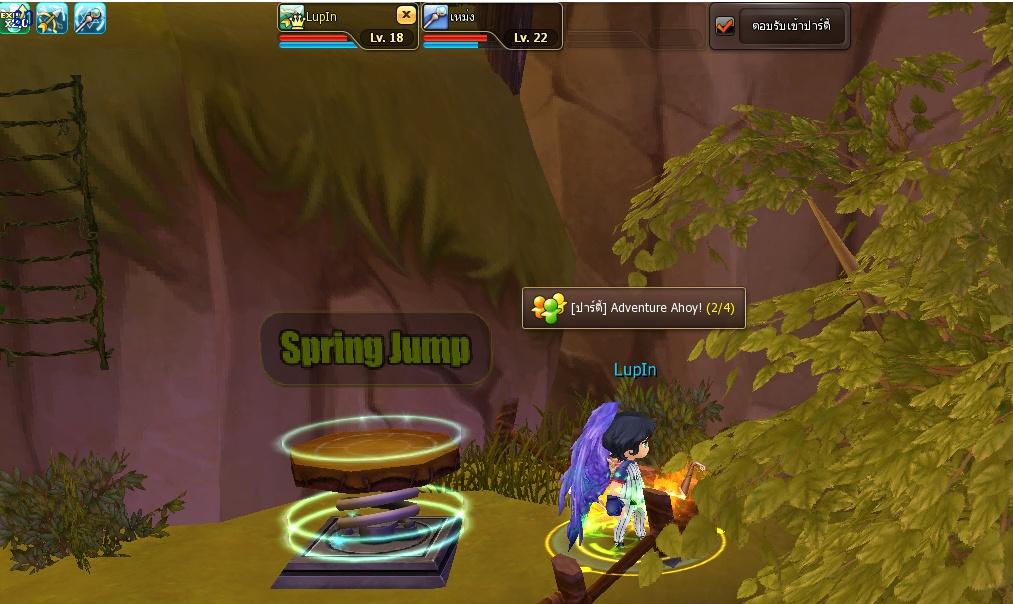 LupIn
Lv. 18
เหม่ง
Lv. 22
ตอบรับเข้าปาร์ตี้
[ปาร์ตี้] Adventure Ahoy! (2/4)
Spring Jump
LupIn